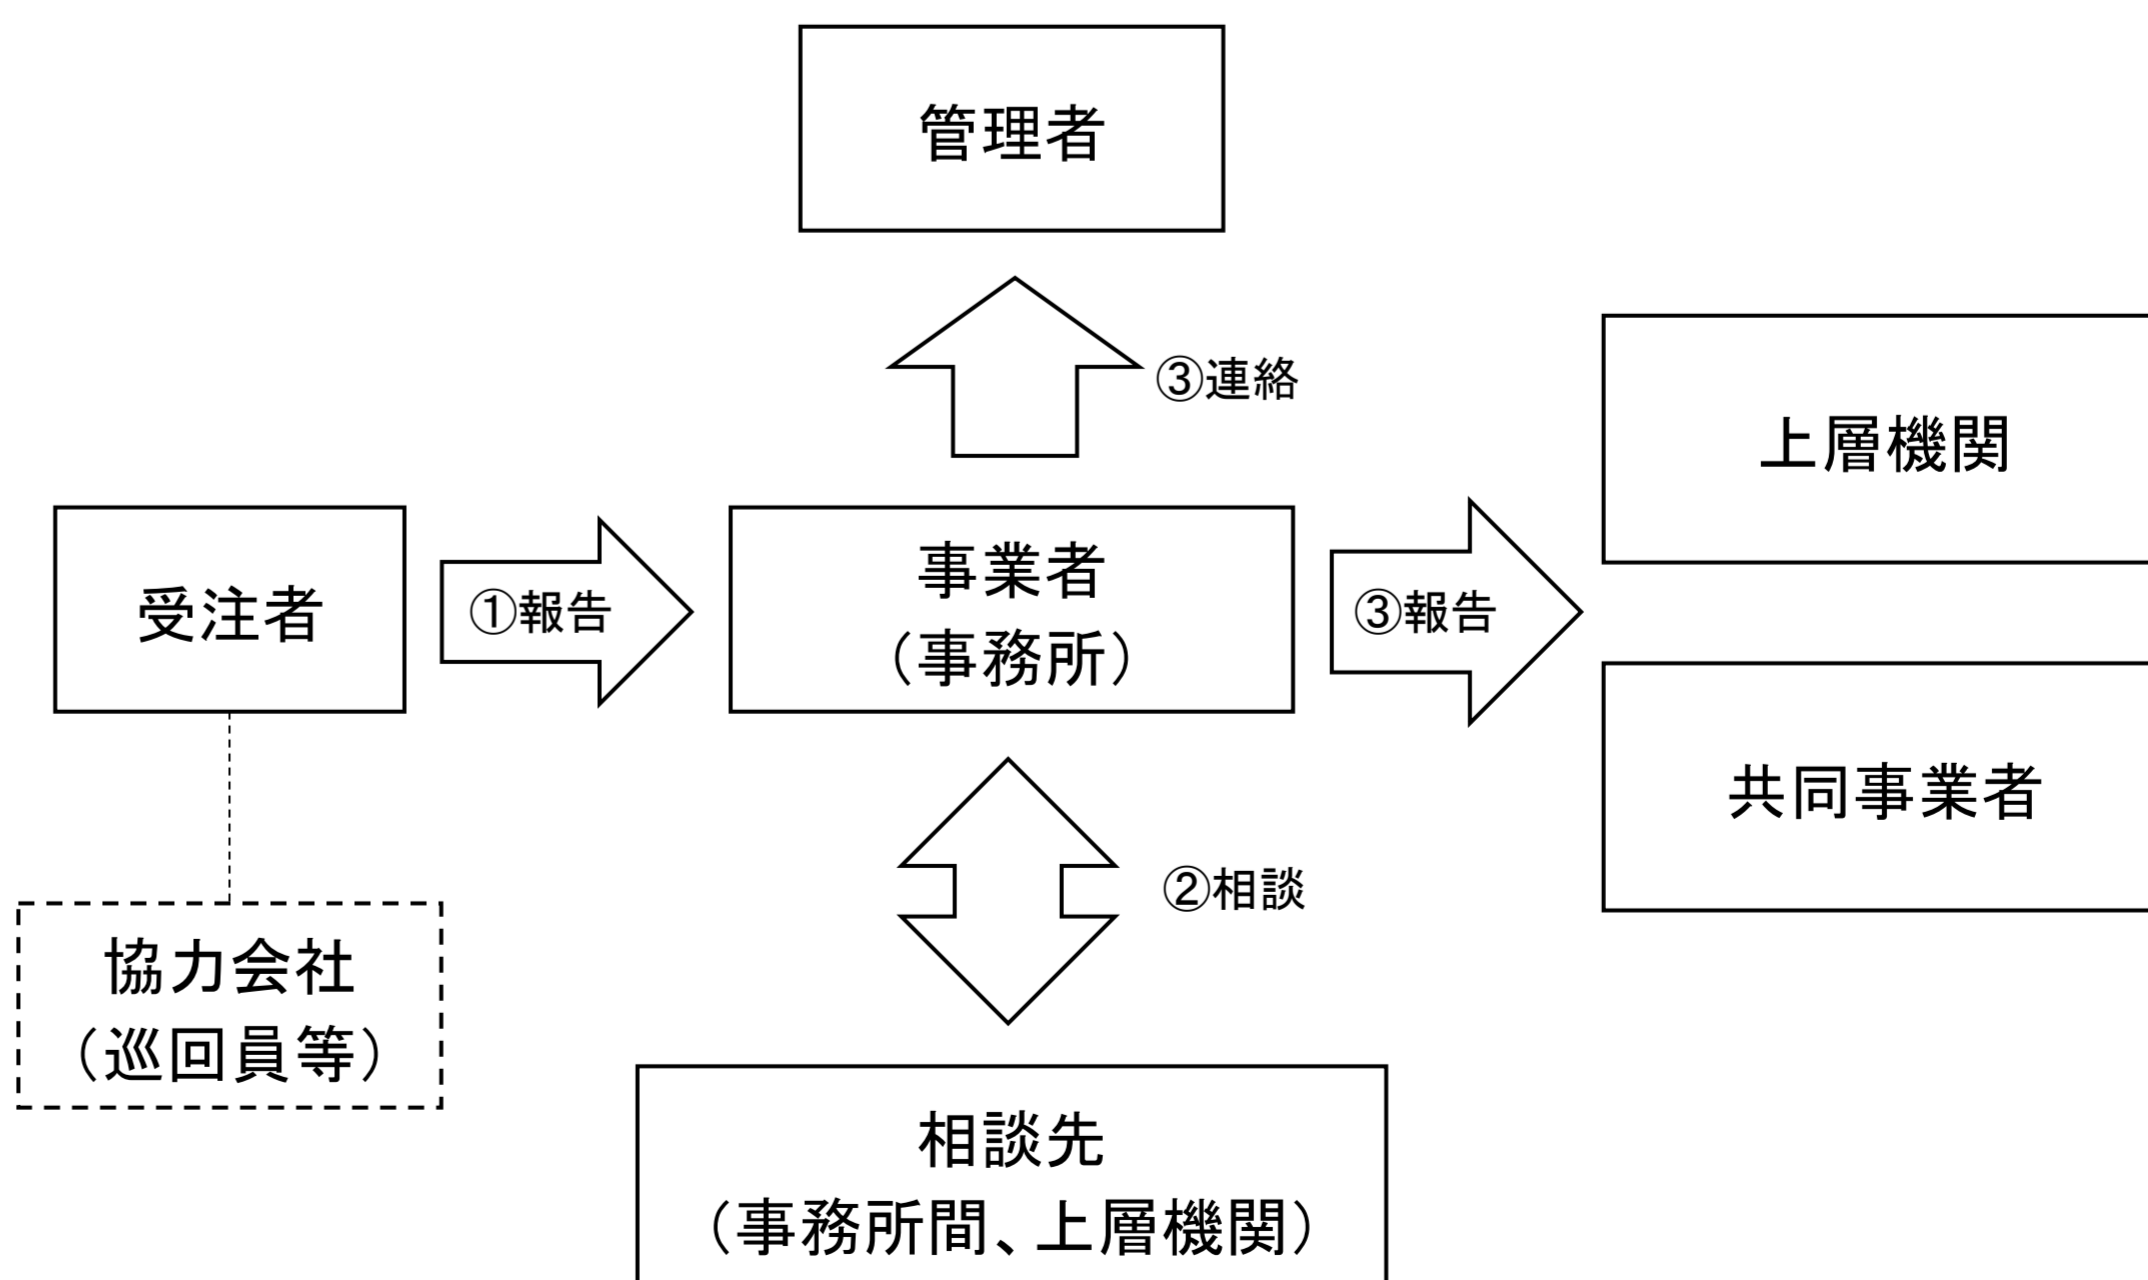 管理者
③連絡
上層機関
受注者
①報告
事業者
（事務所）
③報告
共同事業者
②相談
協力会社
（巡回員等）
相談先
（事務所間、上層機関）